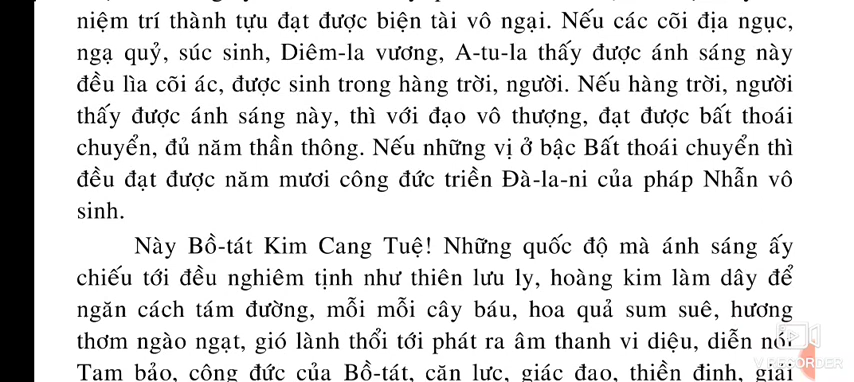 niệm trí thành tựu đạt được biện tài vô ngại. Nếu các cõi địa ngục,
ngạ quỷ, súc sinh, Diêm-la vương, A-tu-la thấy được ánh sáng này
đều lìa cõi ác, được sinh trong hàng trời, người. Nếu hàng trời, người
thấy được ánh sáng này, thì với đạo vô thượng, đạt được bất thoái
chuyển, đủ năm thần thông. Nếu những vị ở bậc Bất thoái chuyển thì
đều đạt được năm mươi công đức triền Đà-la-ni của pháp Nhẫn vô
sinh.
Này Bồ-tát Kim Cang Tuệ! Những quốc độ mà ánh sáng ấy
chiếu tới đều nghiêm tịnh như thiên lưu ly, hoàng kim làm dây để
ngăn cách tám đường, mỗi mỗi cây báu, hoa quả sum suê, hương
thơm ngào ngạt, gió lành thổi tới phát ra âm thanh vi diệu, diễn nói
Tam bảo, công đức của Bồ-tát, căn lực, giác đạo, thiền định, giải
V RECORDER